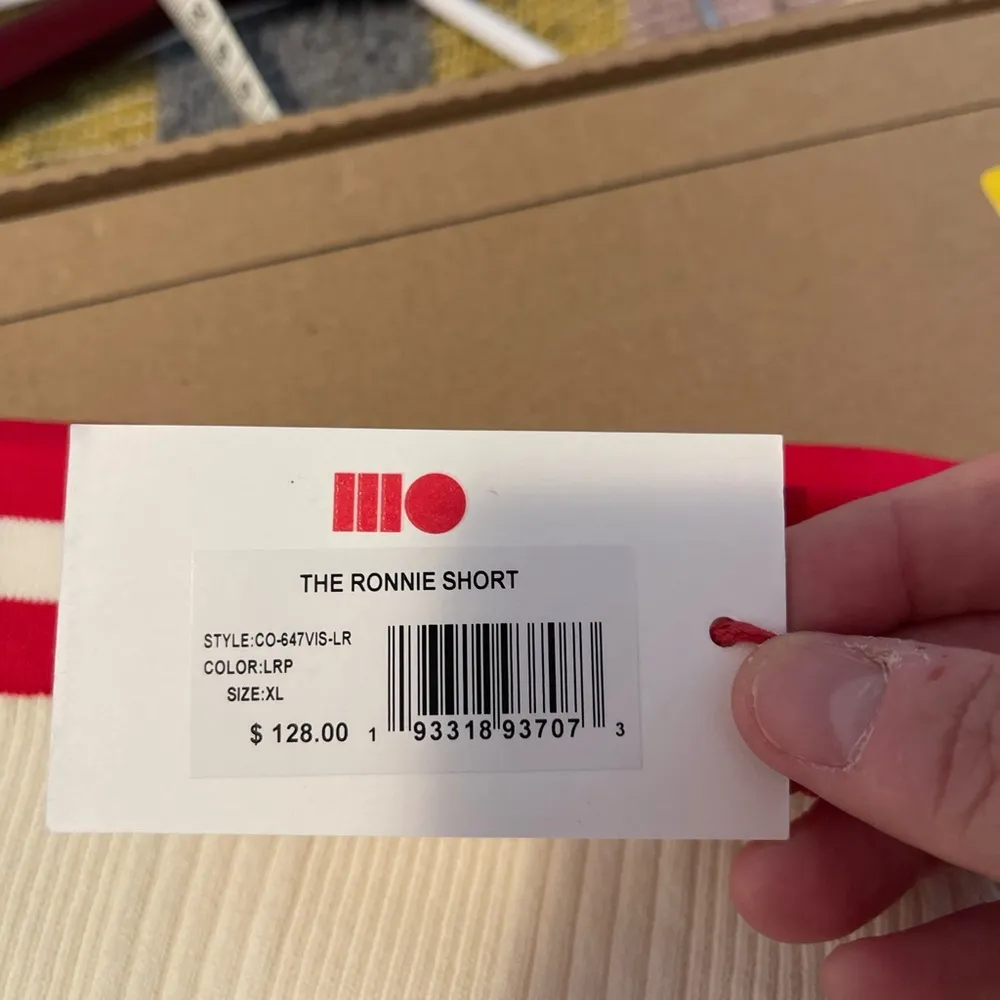 THE RONNIE SHORT
STYLE:CO-647VIS-LR
COLOR:LRP
SIZE:XL
$ 128.00
1 93318 93707 3